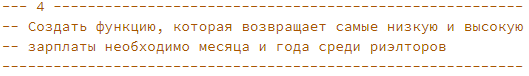 --- 4 --------------------------------------------------------
-- Создать функцию, которая возвращает самые низкую и высокую
-- зарплаты необходимо месяца и года среди риэлторов
--------------------------------------------------------------